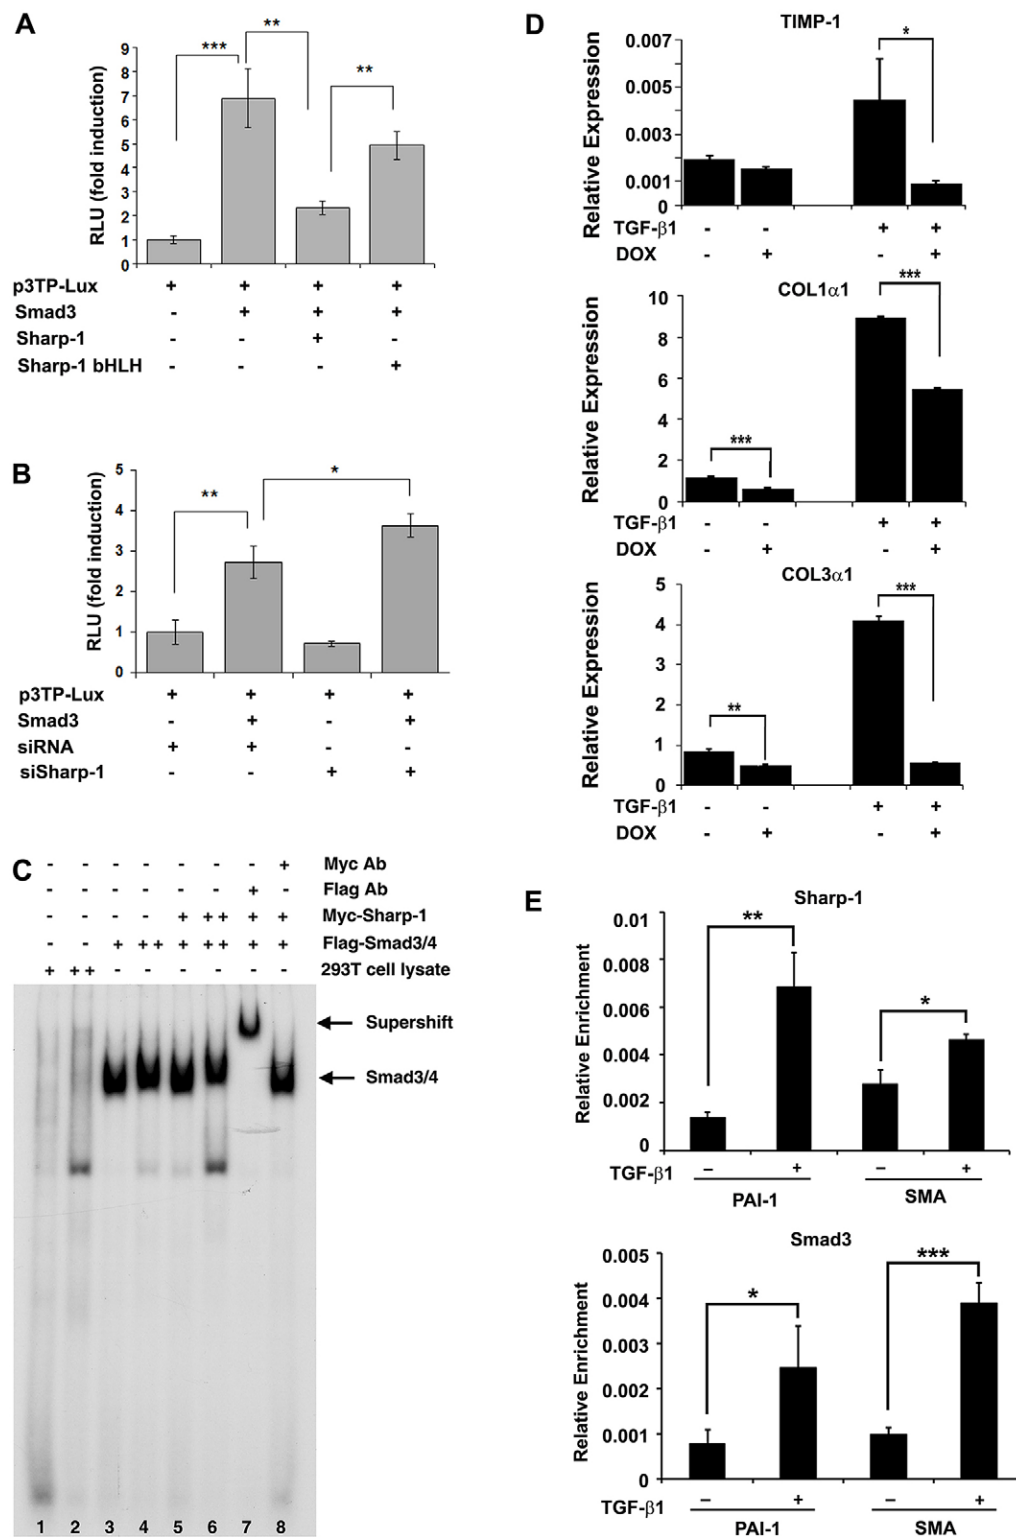 A
***
**
**
RLU (fold induction)
9
8
7
6
5
4
3
2
1
0
p3TP-Lux + + + +
Smad3 - + + +
Sharp-1 - - + -
Sharp-1 bHLH - - - +
B
**
*
RLU (fold induction)
5
4
3
2
1
0
p3TP-Lux + + + +
Smad3 - + - +
siRNA + + - -
siSharp-1 - - + +
C
- - - - - - - + Myc Ab
- - - - - - + - Flag Ab
- - - - + ++ + + Myc-Sharp-1
- - + ++ + ++ + + Flag-Smad3/4
+ ++ - - - - - - 293T cell lysate
Supershift
Smad3/4
1 2 3 4 5 6 7 8
D
TIMP-1
*
Relative Expression
0.007
0.005
0.003
0.001
0
TGF-β1 - - + +
DOX - + - +
COL1α1
***
***
Relative Expression
10
8
6
4
2
0
TGF-β1 - - + +
DOX - + - +
COL3α1
***
**
Relative Expression
5
4
3
2
1
0
TGF-β1 - - + +
DOX - + - +
E
Sharp-1
**
*
Relative Enrichment
0.01
0.008
0.006
0.004
0.002
0
TGF-β1 – + – +
PAI-1 SMA
Smad3
*
***
Relative Enrichment
0.005
0.004
0.003
0.002
0.001
0
TGF-β1 – + – +
PAI-1 SMA